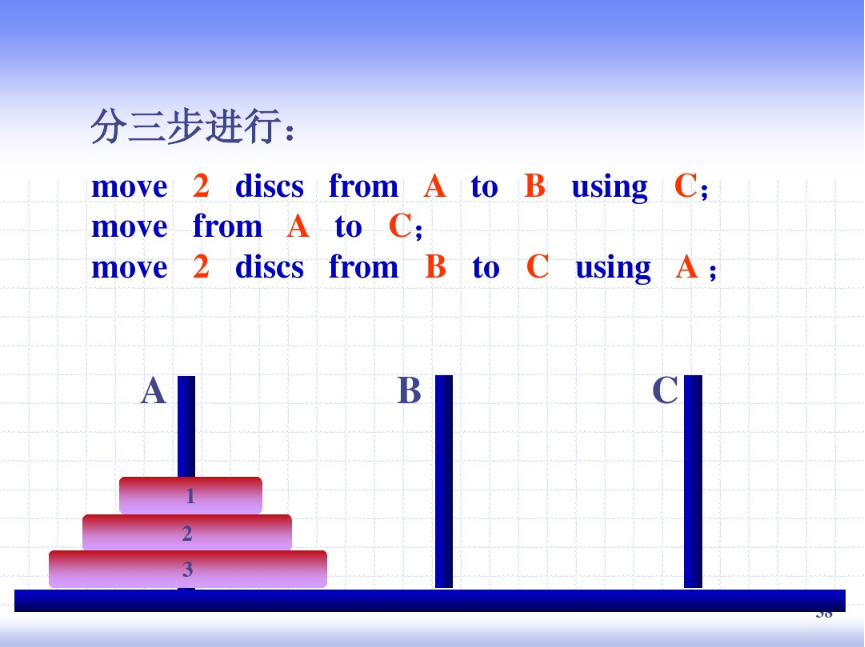 分三步进行：
move 2 discs from A to B using C；
move from A to C；
move 2 discs from B to C using A；
A B C
1
2
3